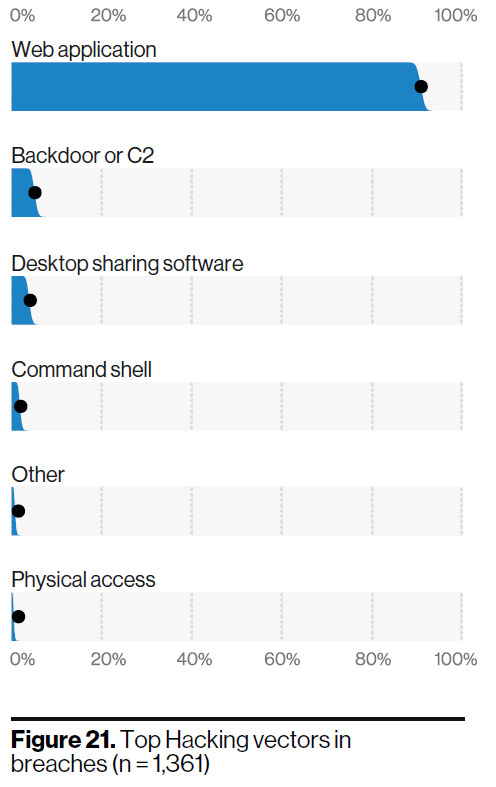 0% 20% 40% 60% 80% 100%
Web application
Backdoor or C2
Desktop sharing software
Command shell
Other
Physical access
0% 20% 40% 60% 80% 100%
Figure 21. Top Hacking vectors in
breaches (n = 1,361)